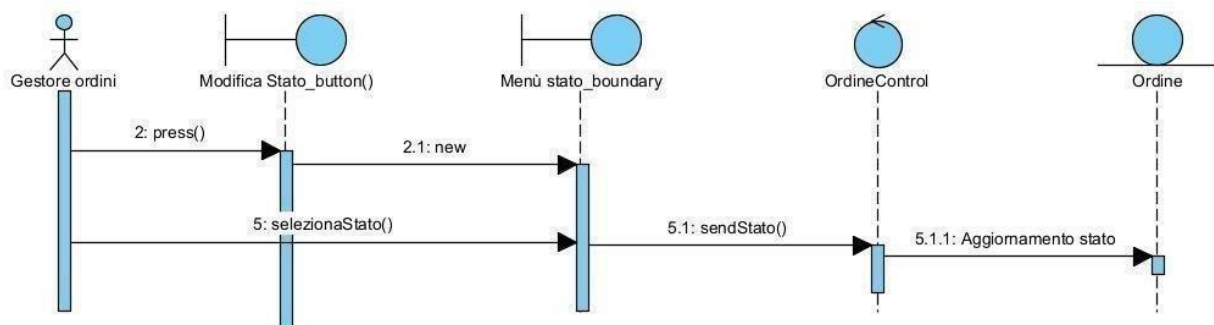 Gestore ordini
Modifica Stato_button()
Menù stato_boundary
OrdineControl
Ordine
2: press()
2.1: new
5: selezionaStato()
5.1: sendStato()
5.1.1: Aggiornamento stato